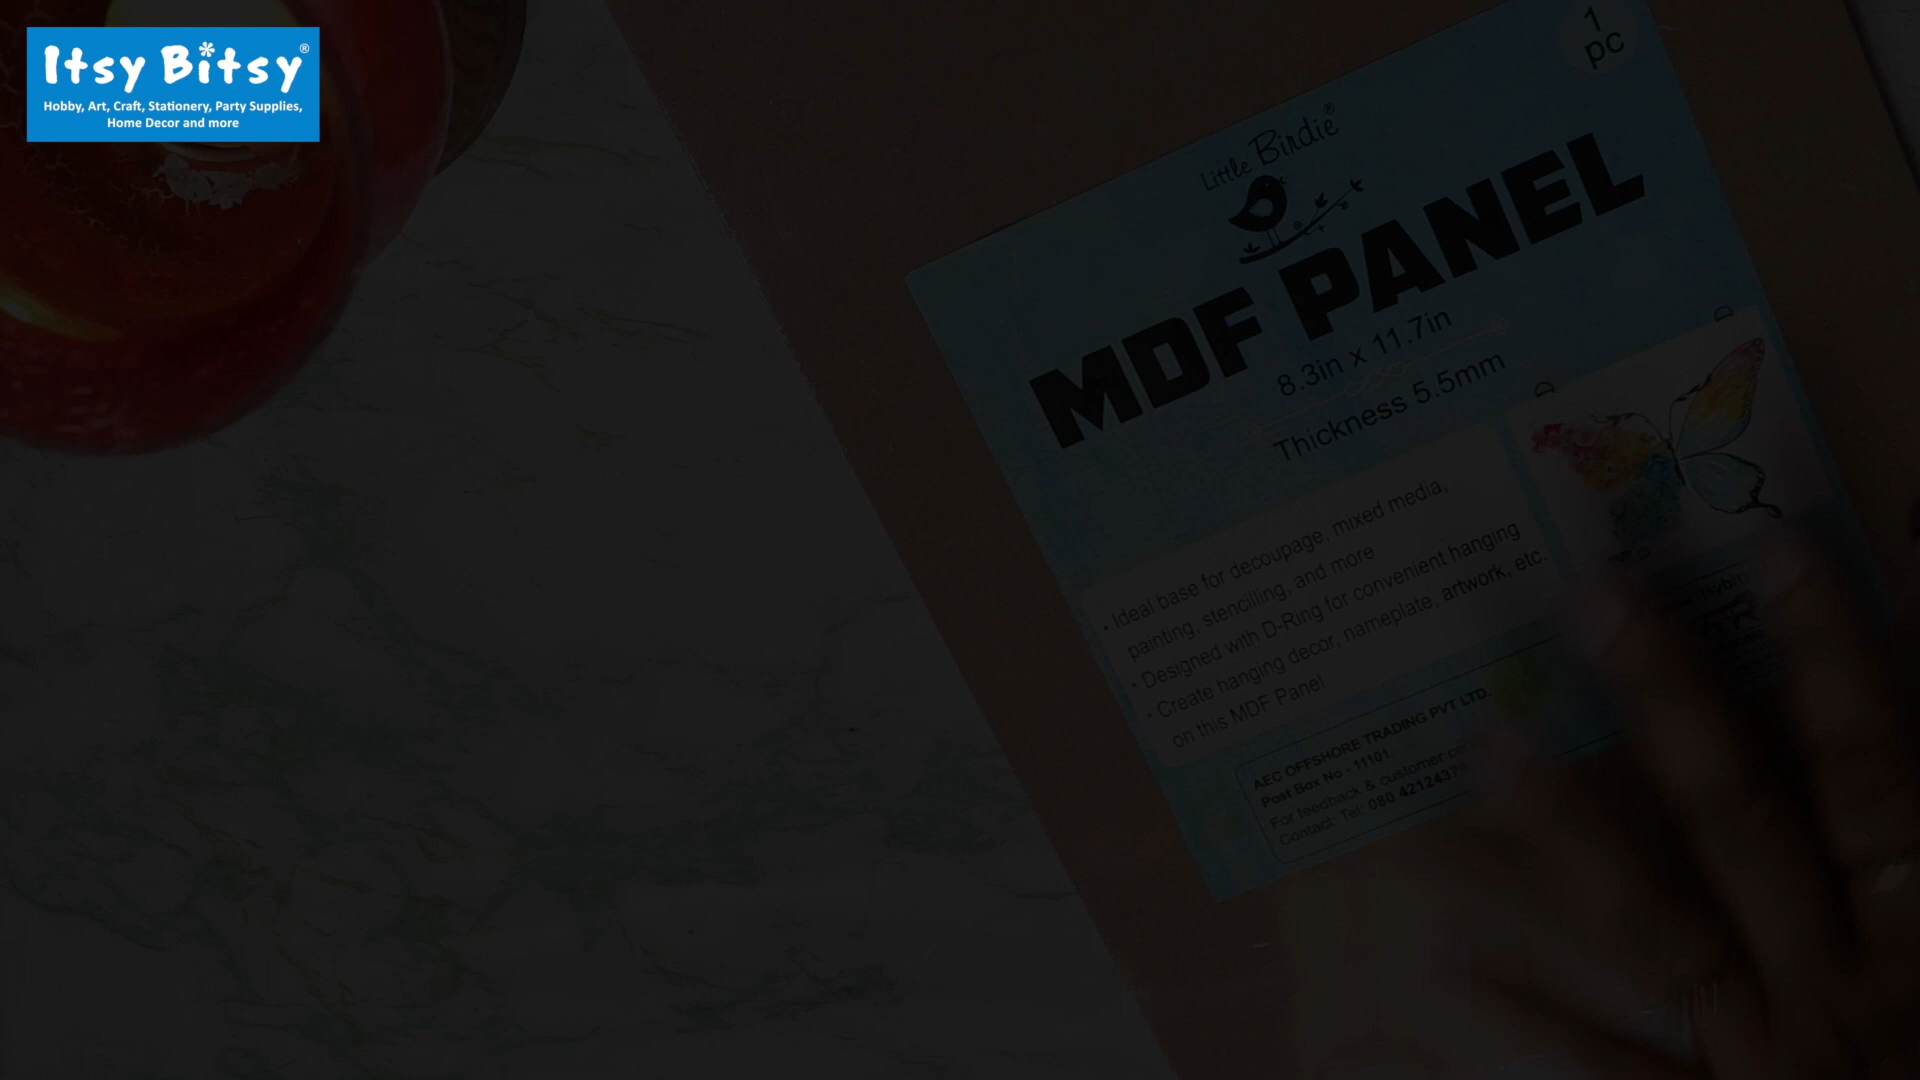 Itsy Bitsy®
Hobby, Art, Craft, Stationery, Party Supplies,
Home Decor and more
1
pc
Little Birdie®
MDF PANEL
8.3in x 11.7in
Thickness 5.5mm
• Ideal base for decoupage, mixed media,
painting, stencilling, and more
• Designed with D-Ring for convenient hanging
• Create hanging decor, nameplate, artwork, etc.
on this MDF Panel
AEC OFFSHORE TRADING PVT LTD.
Post Box No - 11101,
For feedback & customer
Contact: Tel: 080